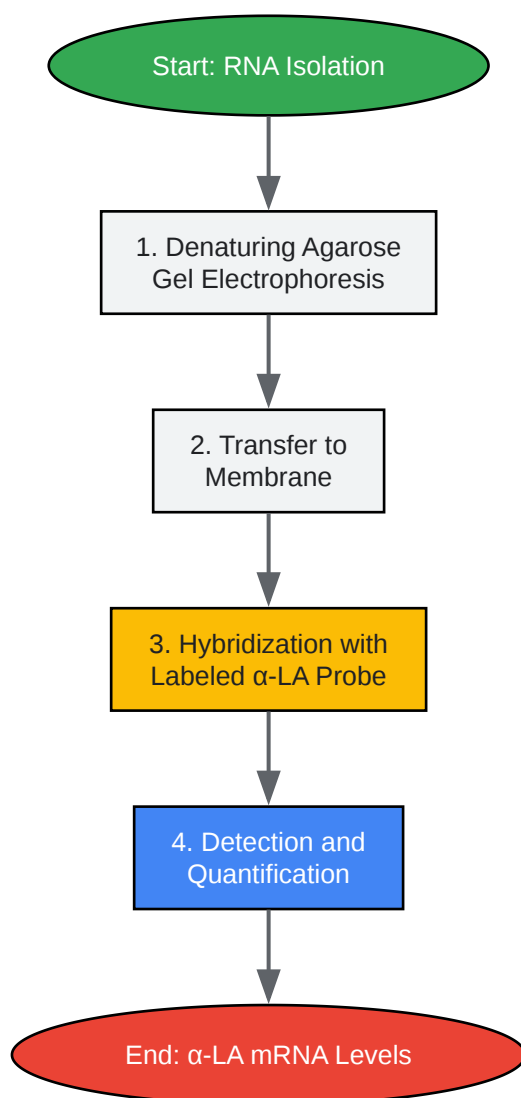 Start: RNA Isolation
1. Denaturing Agarose
Gel Electrophoresis
2. Transfer to
Membrane
3. Hybridization with
Labeled α-LA Probe
4. Detection and
Quantification
End: α-LA mRNA Levels